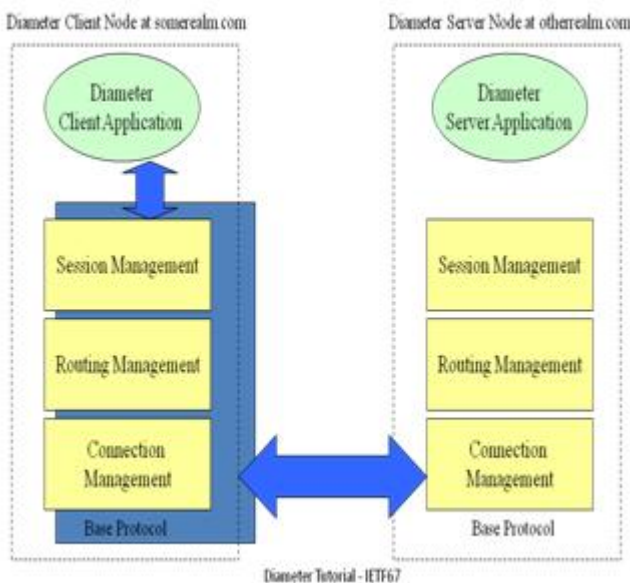 Diameter Client Node at somerealm.com
Diameter
Client Application
Session Management
Routing Management
Connection
Management
Base Protocol
Diameter Server Node at otherrealm.com
Diameter
Server Application
Session Management
Routing Management
Connection
Management
Base Protocol
Diameter Tutorial - IETF67